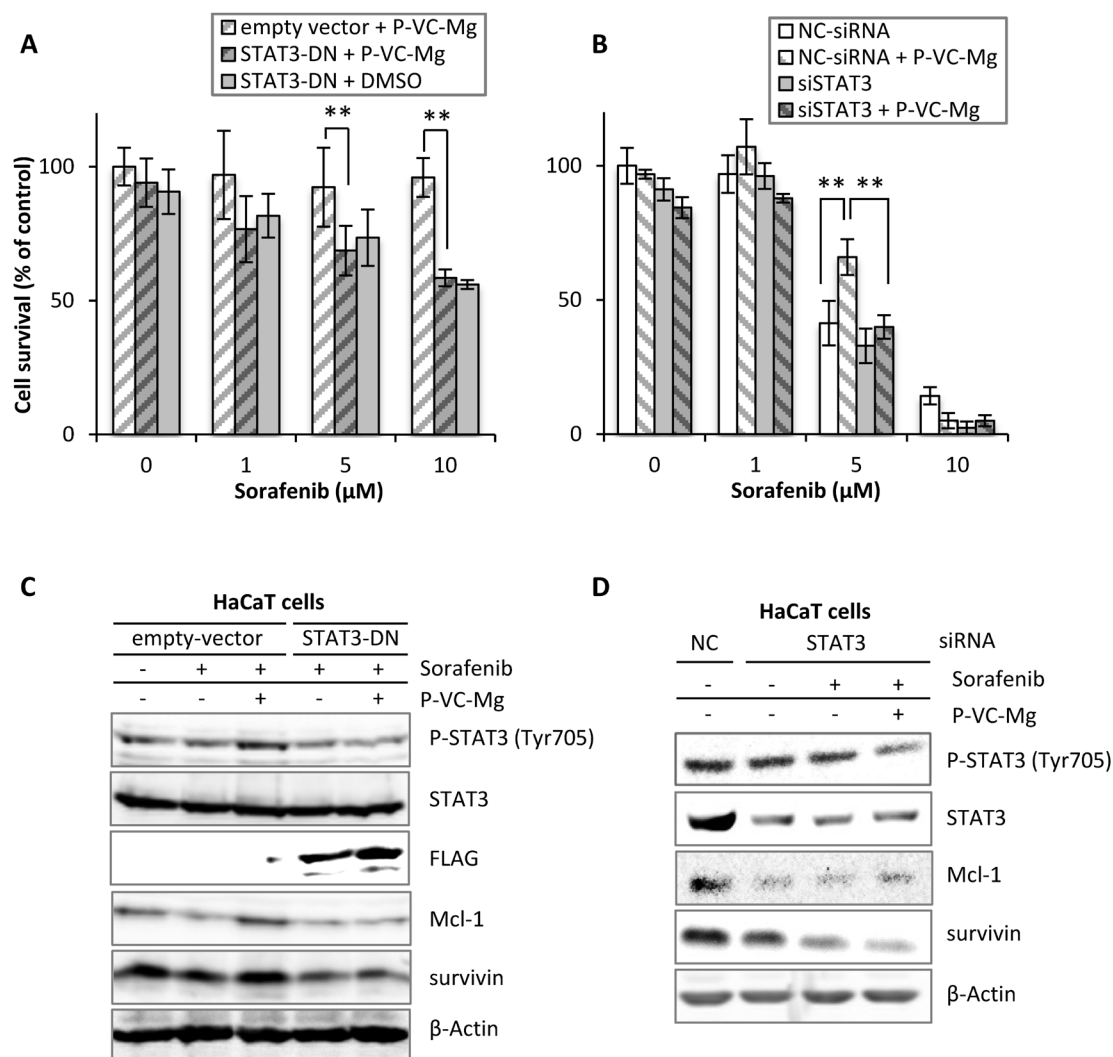 A
empty vector + P-VC-Mg
STAT3-DN + P-VC-Mg
STAT3-DN + DMSO
** **
100
50
0
Cell survival (% of control)
0 1 5 10
Sorafenib (μM)
B
NC-siRNA
NC-siRNA + P-VC-Mg
siSTAT3
siSTAT3 + P-VC-Mg
** **
100
50
0
0 1 5 10
Sorafenib (μM)
C
HaCaT cells
empty-vector STAT3-DN
- + + + + Sorafenib
- - + - + P-VC-Mg
P-STAT3 (Tyr705)
STAT3
FLAG
Mcl-1
survivin
β-Actin
D
HaCaT cells
NC STAT3 siRNA
- - + + Sorafenib
- - - + P-VC-Mg
P-STAT3 (Tyr705)
STAT3
Mcl-1
survivin
β-Actin